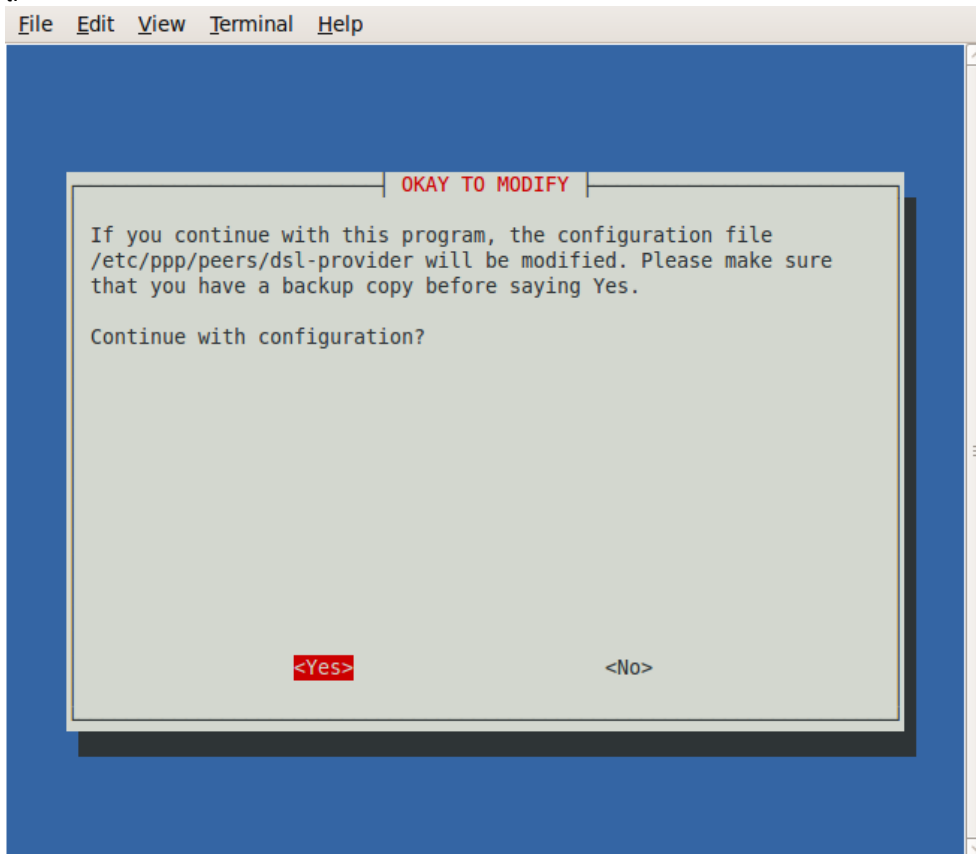 File Edit View Terminal Help
OKAY TO MODIFY
If you continue with this program, the configuration file
/etc/ppp/peers/dsl-provider will be modified. Please make sure
that you have a backup copy before saying Yes.
Continue with configuration?
<Yes> <No>